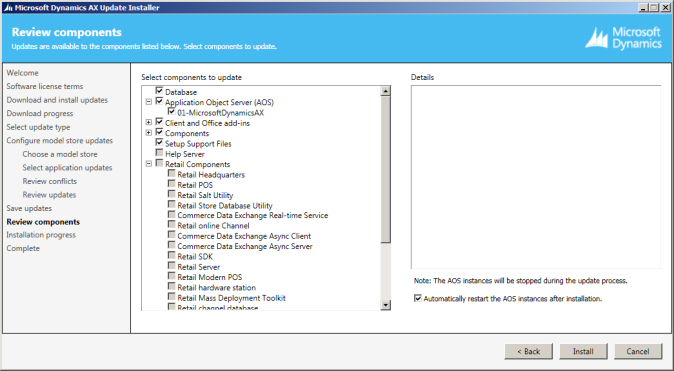 Microsoft Dynamics AX Update Installer
Review components
Updates are available to the components listed below. Select components to update.
Microsoft
Dynamics
Welcome
Software license terms
Download and install updates
Download progress
Select update type
Configure model store updates
Choose a model store
Select application updates
Review conflicts
Review updates
Save updates
Review components
Installation progress
Complete
Select components to update
Database
Application Object Server (AOS)
01-MicrosoftDynamicsAX
Client and Office add-ins
Components
Setup Support Files
Help Server
Retail Components
Retail Headquarters
Retail POS
Retail Salt Utility
Retail Store Database Utility
Commerce Data Exchange Real-time Service
Retail online Channel
Commerce Data Exchange Async Client
Commerce Data Exchange Async Server
Retail SDK
Retail Server
Retail Modern POS
Retail hardware station
Retail Mass Deployment Toolkit
Retail channel database
Details
Note: The AOS instances will be stopped during the update process.
Automatically restart the AOS instances after installation.
< Back
Install
Cancel